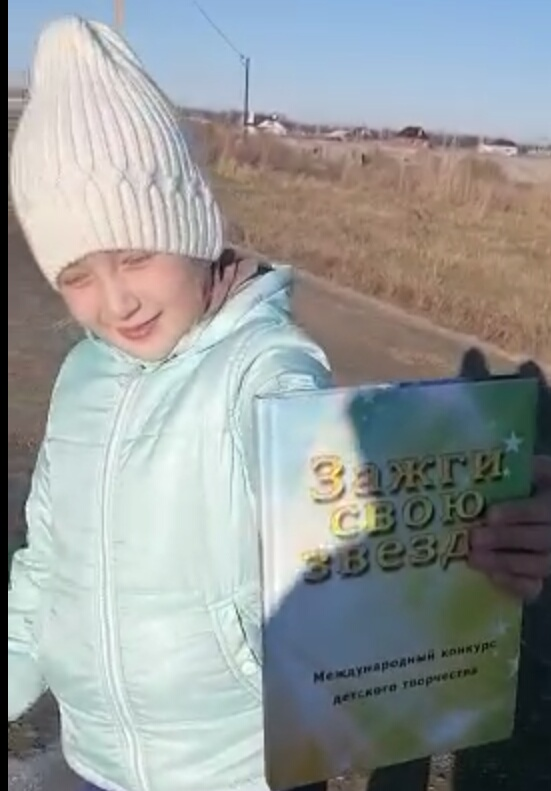 Зажги
свою
звезд
Международный конкурс
детского творчества